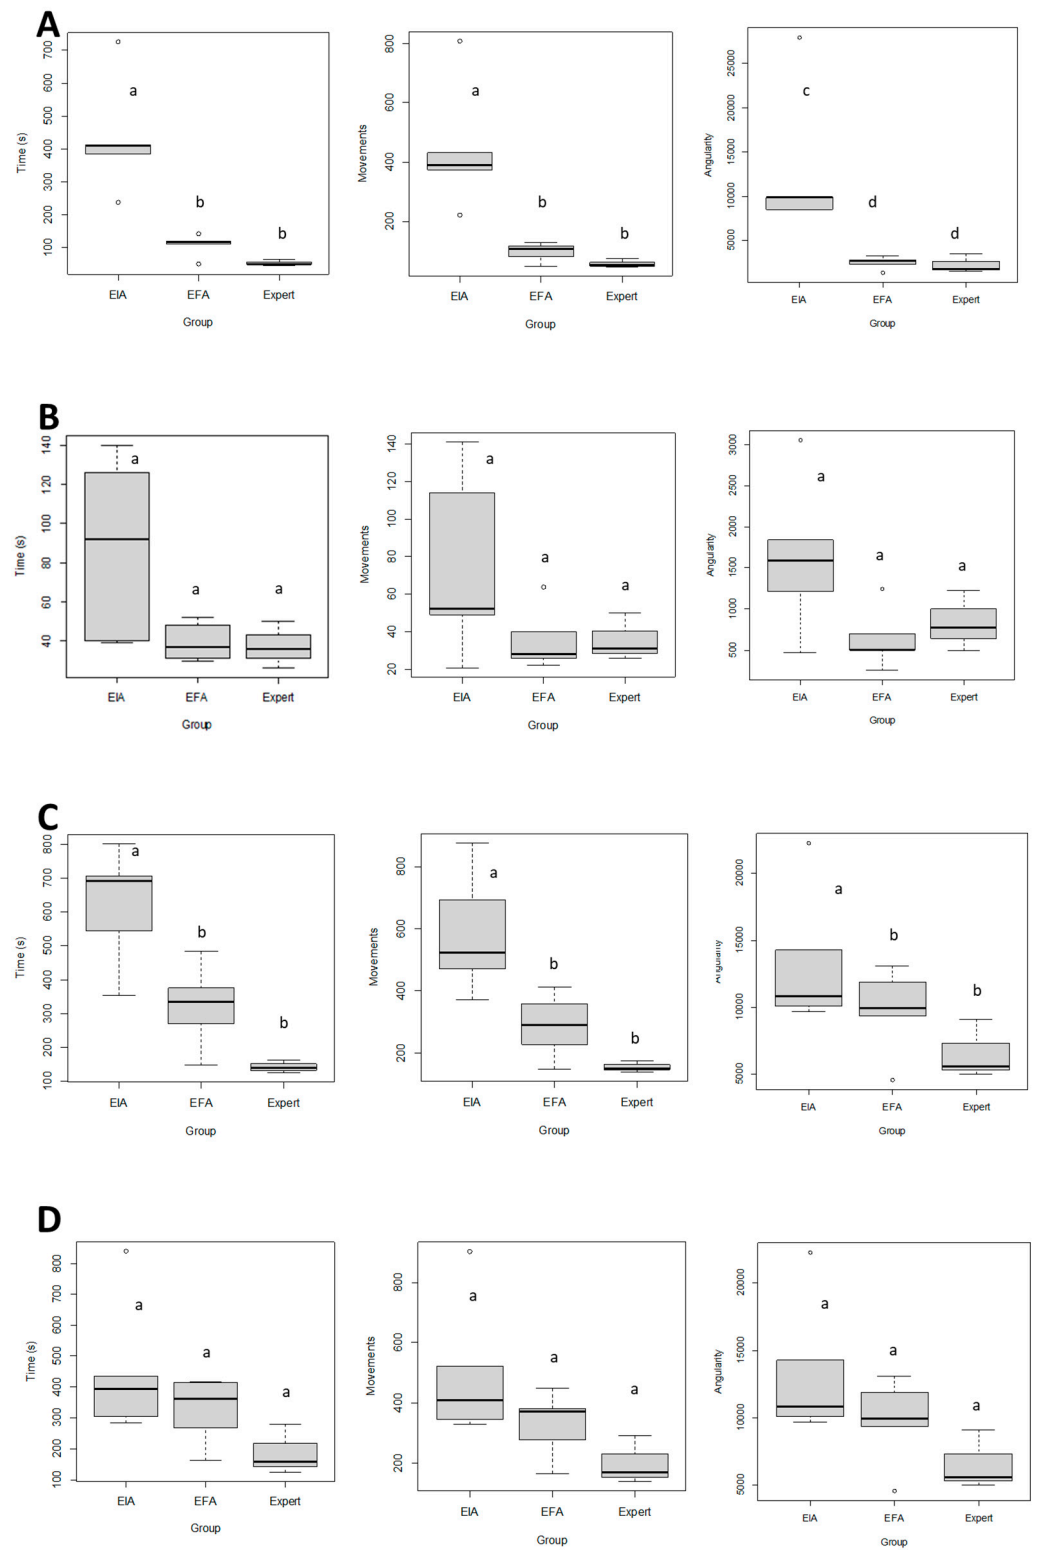 A
Time (s)
700
600
500
400
300
200
100
a
b
b
EIA EFA Expert
Group
Movements
800
600
400
200
a
b
b
EIA EFA Expert
Group
Angularity
25000
20000
15000
10000
5000
c
d
d
EIA EFA Expert
Group
B
Time (s)
140
120
100
80
60
40
a
a
a
EIA EFA Expert
Group
Movements
140
120
100
80
60
40
20
a
a
a
EIA EFA Expert
Group
Angularity
3000
2500
2000
1500
1000
500
a
a
a
EIA EFA Expert
Group
C
Time (s)
800
700
600
500
400
300
200
100
a
b
b
EIA EFA Expert
Group
Movements
800
600
400
200
a
b
b
EIA EFA Expert
Group
Angularity
20000
15000
10000
5000
a
b
b
EIA EFA Expert
Group
D
Time (s)
800
700
600
500
400
300
200
100
a
a
a
EIA EFA Expert
Group
Movements
800
600
400
200
a
a
a
EIA EFA Expert
Group
Angularity
20000
15000
10000
5000
a
a
a
EIA EFA Expert
Group